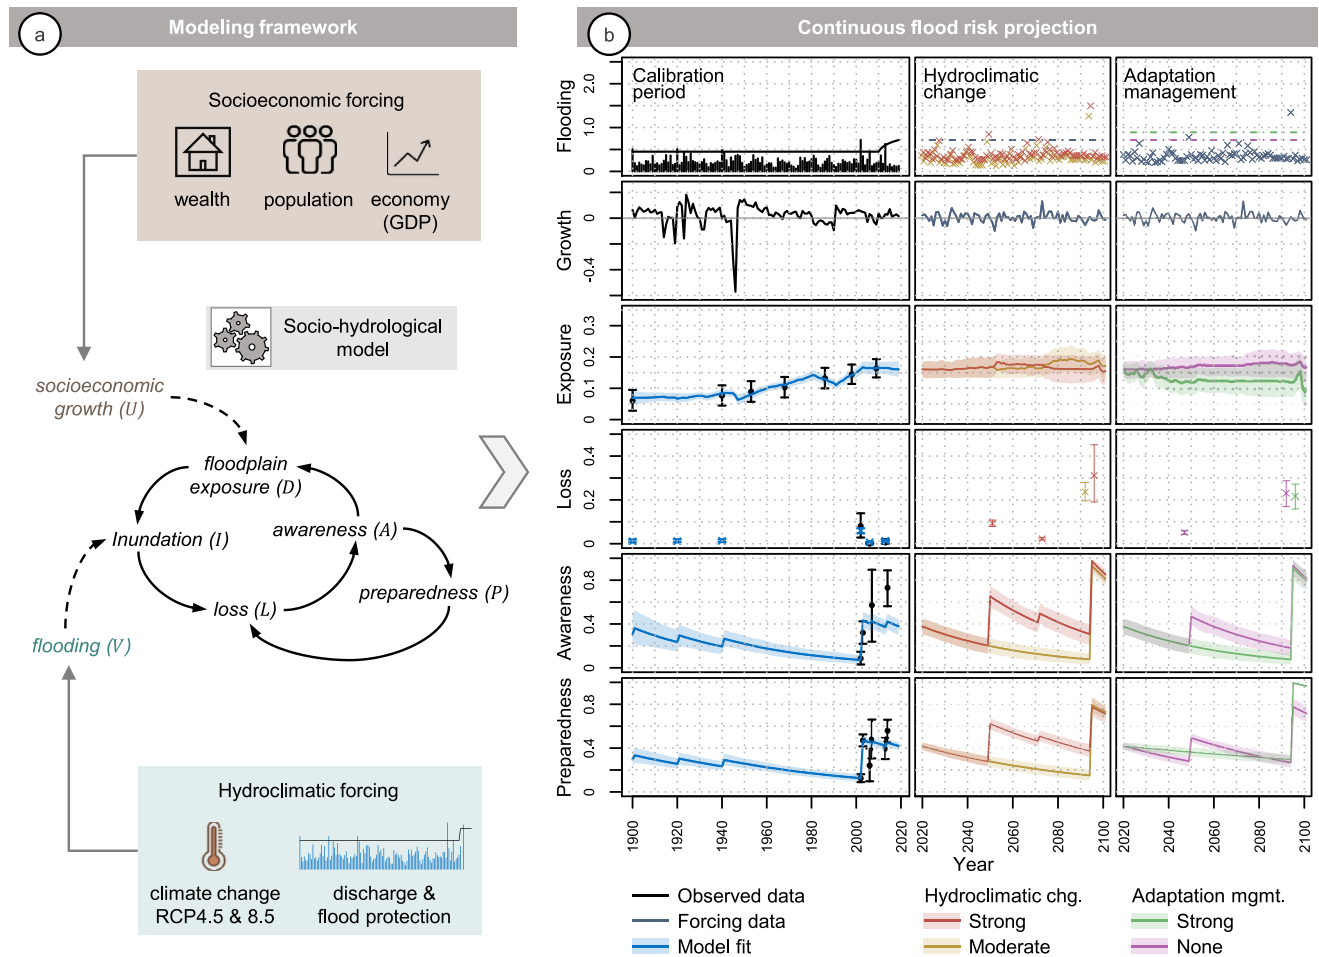 a
Modeling framework
Socioeconomic forcing
wealth
population
economy
(GDP)
Socio-hydrological
model
socioeconomic
growth (U)
floodplain
exposure (D)
awareness (A)
Inundation (I)
preparedness (P)
loss (L)
flooding (V)
Hydroclimatic forcing
climate change
RCP4.5 & 8.5
discharge &
flood protection
b
Continuous flood risk projection
Calibration
period
Hydroclimatic
change
Adaptation
management
Flooding
0
1.0
2.0
Growth
-0.4
0
Exposure
0
0.1
0.2
0.3
Loss
0
0.2
0.4
Awareness
0
0.4
0.8
Preparedness
0
0.4
0.8
1900
1920
1940
1960
1980
2000
2020
2020
2040
2060
2080
2100
2020
2040
2060
2080
2100
Year
Observed data
Forcing data
Model fit
Hydroclimatic chg.
Strong
Moderate
Adaptation mgmt.
Strong
None